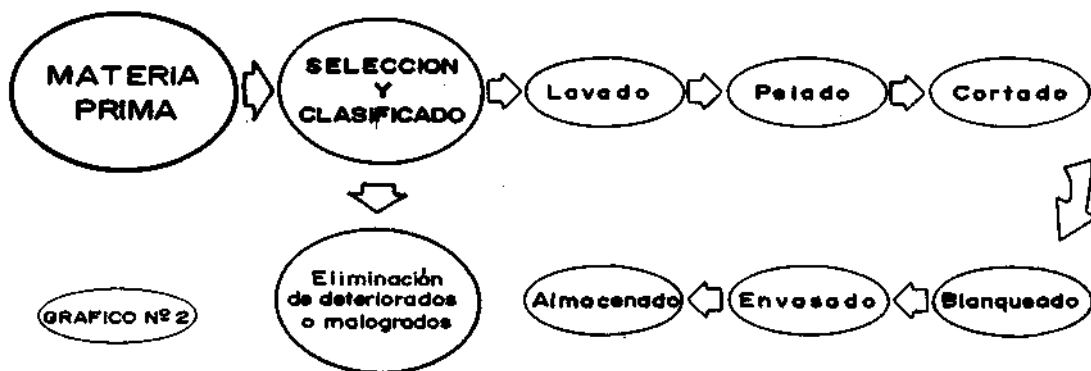 MATERIA
PRIMA
SELECCION
Y
CLASIFICADO
Lavado
Pelado
Cortado
Eliminación
de deteriorados
o malogrados
Almacenado
Envasado
Blanqueado
GRAFICO Nº 2